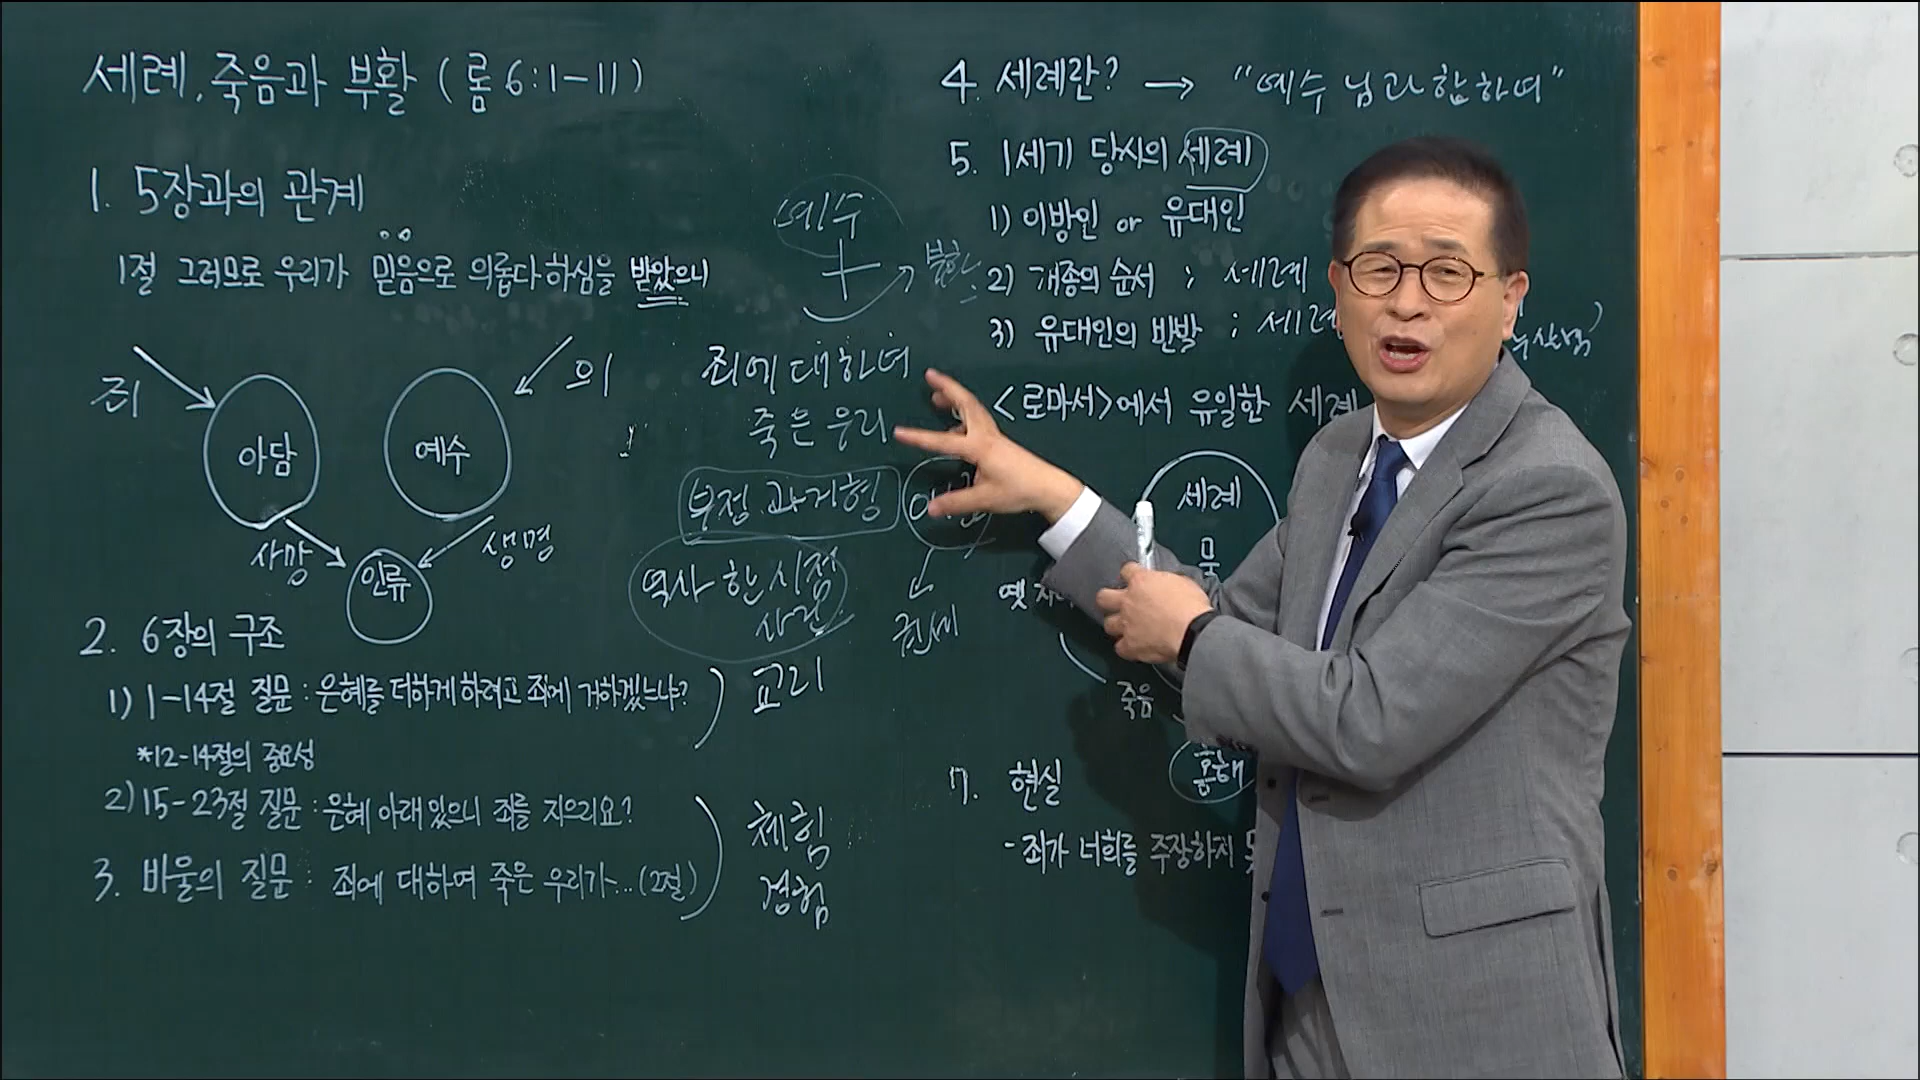 세례, 죽음과 부활 (롬 6:1-11)
1. 5장과의 관계
1절 그러므로 우리가 믿음으로 의롭다 하심을 받았으니
죄
아담
예수
의
사망
생명
인류
2. 6장의 구조
1) 1-14절 질문 : 은혜를 더하게 하려고 죄에 거하겠느냐?
*12-14절의 중요성
2) 15-23절 질문 : 은혜 아래 있으니 죄를 지으리요?
3. 바울의 질문 : 죄에 대하여 죽은 우리가...(2절)
예수
부활
죄에 대하여
죽은 우리
부정 과거형
역사 한 시점
사건
권세
교리
체험
경험
4. 세례란? → "예수님과 합하여"
5. 1세기 당시의 세례
1) 이방인 or 유대인
2) 개종의 순서 ; 세례
3) 유대인의 반발 ; 세례
<로마서>에서 유일한 세례
세례
물
옛
죽음
홍해
7. 현실
- 죄가 너희를 주장하지